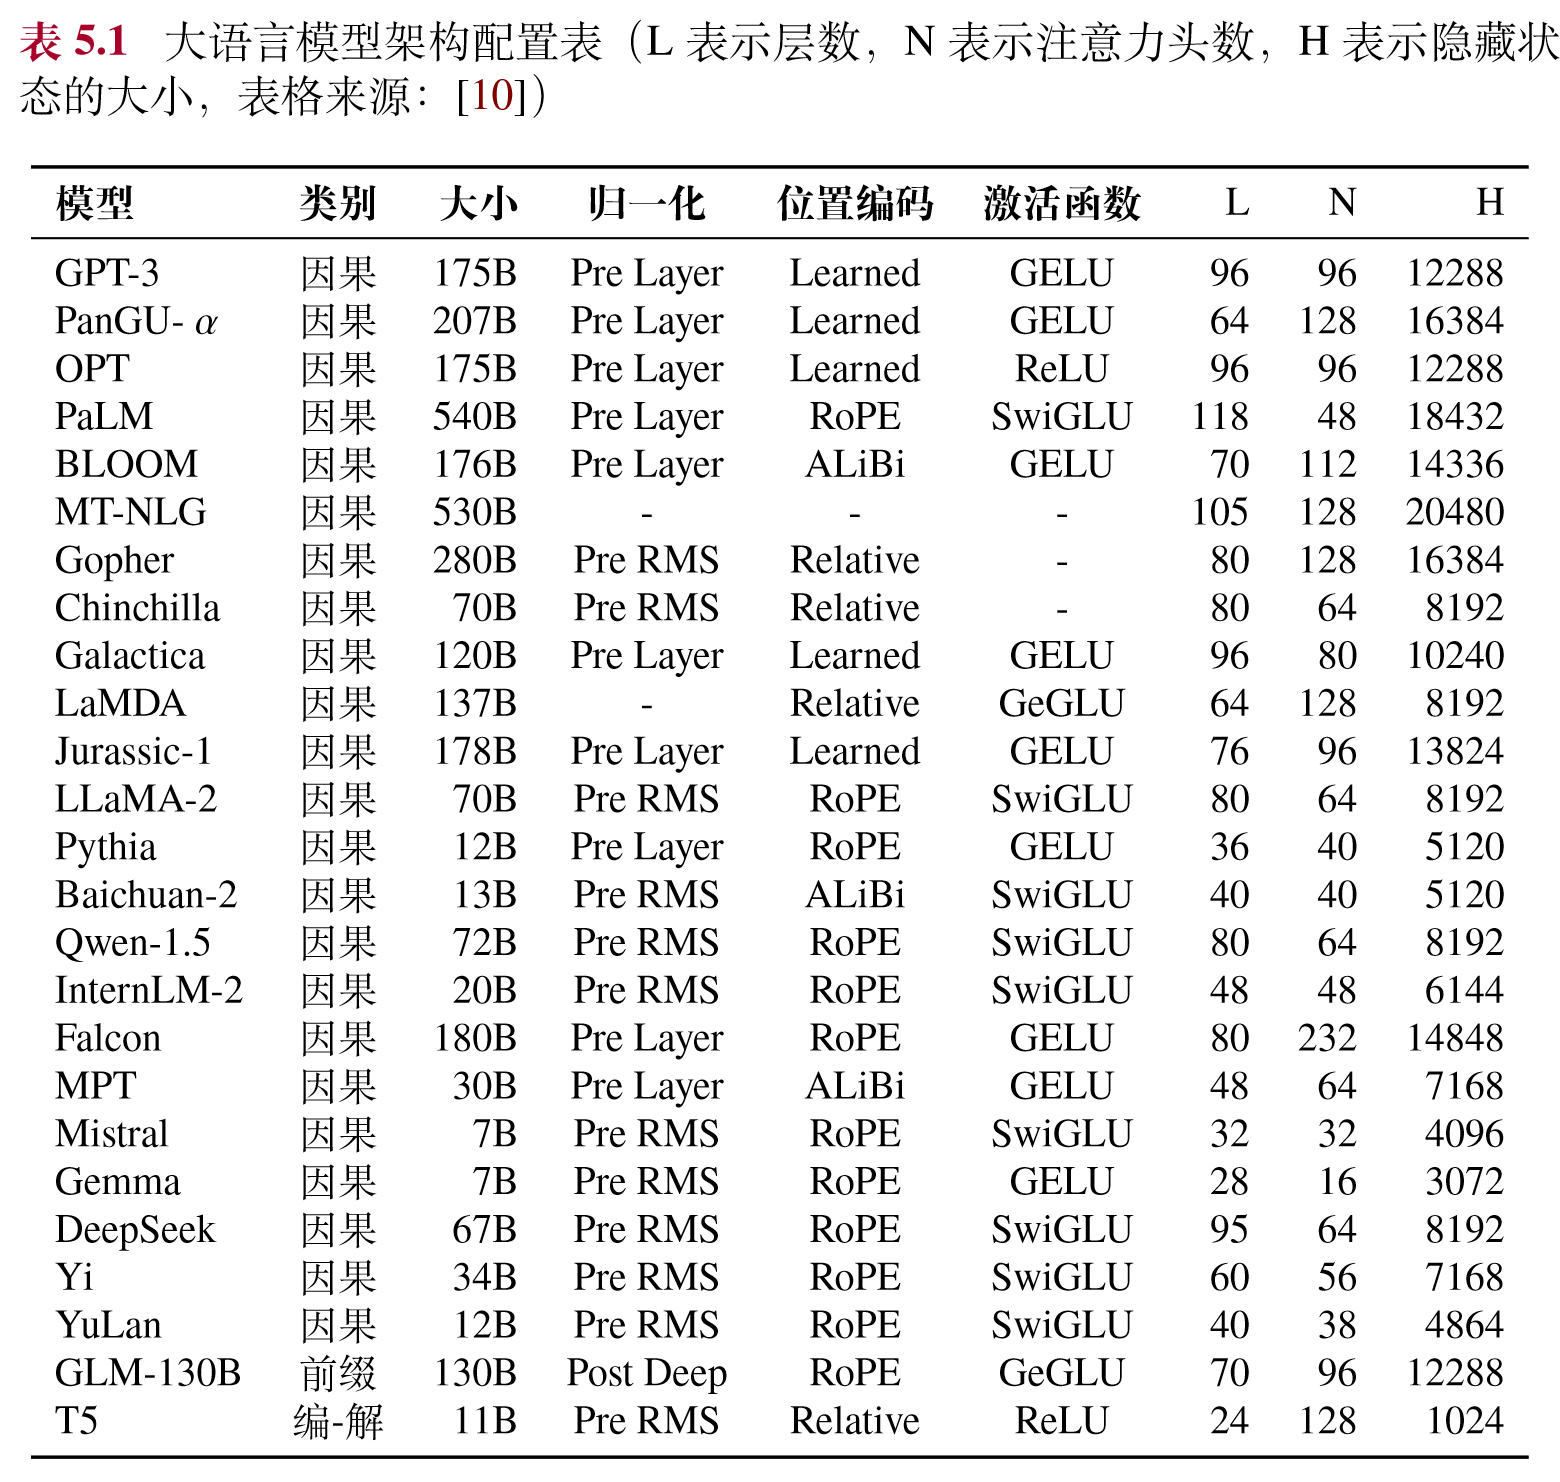 表 5.1 大语言模型架构配置表（L 表示层数，N 表示注意力头数，H 表示隐藏状
态的大小，表格来源：[10]）
模型 类别 大小 归一化 位置编码 激活函数 L N H
GPT-3 因果 175B Pre Layer Learned GELU 96 96 12288
PanGU- α 因果 207B Pre Layer Learned GELU 64 128 16384
OPT 因果 175B Pre Layer Learned ReLU 96 96 12288
PaLM 因果 540B Pre Layer RoPE SwiGLU 118 48 18432
BLOOM 因果 176B Pre Layer ALiBi GELU 70 112 14336
MT-NLG 因果 530B - - - 105 128 20480
Gopher 因果 280B Pre RMS Relative - 80 128 16384
Chinchilla 因果 70B Pre RMS Relative - 80 64 8192
Galactica 因果 120B Pre Layer Learned GELU 96 80 10240
LaMDA 因果 137B - Relative GeGLU 64 128 8192
Jurassic-1 因果 178B Pre Layer Learned GELU 76 96 13824
LLaMA-2 因果 70B Pre RMS RoPE SwiGLU 80 64 8192
Pythia 因果 12B Pre Layer RoPE GELU 36 40 5120
Baichuan-2 因果 13B Pre RMS ALiBi SwiGLU 40 40 5120
Qwen-1.5 因果 72B Pre RMS RoPE SwiGLU 80 64 8192
InternLM-2 因果 20B Pre RMS RoPE SwiGLU 48 48 6144
Falcon 因果 180B Pre Layer RoPE GELU 80 232 14848
MPT 因果 30B Pre Layer ALiBi GELU 48 64 7168
Mistral 因果 7B Pre RMS RoPE SwiGLU 32 32 4096
Gemma 因果 7B Pre RMS RoPE GELU 28 16 3072
DeepSeek 因果 67B Pre RMS RoPE SwiGLU 95 64 8192
Yi 因果 34B Pre RMS RoPE SwiGLU 60 56 7168
YuLan 因果 12B Pre RMS RoPE SwiGLU 40 38 4864
GLM-130B 前缀 130B Post Deep RoPE GeGLU 70 96 12288
T5 编-解 11B Pre RMS Relative ReLU 24 128 1024